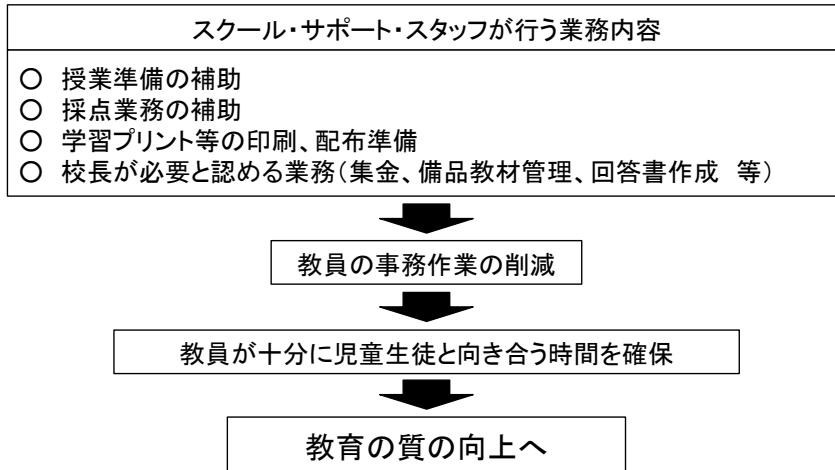 スクール・サポート・スタッフが行う業務内容
○ 授業準備の補助
○ 採点業務の補助
○ 学習プリント等の印刷、配布準備
○ 校長が必要と認める業務（集金、備品教材管理、回答書作成 等）
教員の事務作業の削減
教員が十分に児童生徒と向き合う時間を確保
教育の質の向上へ